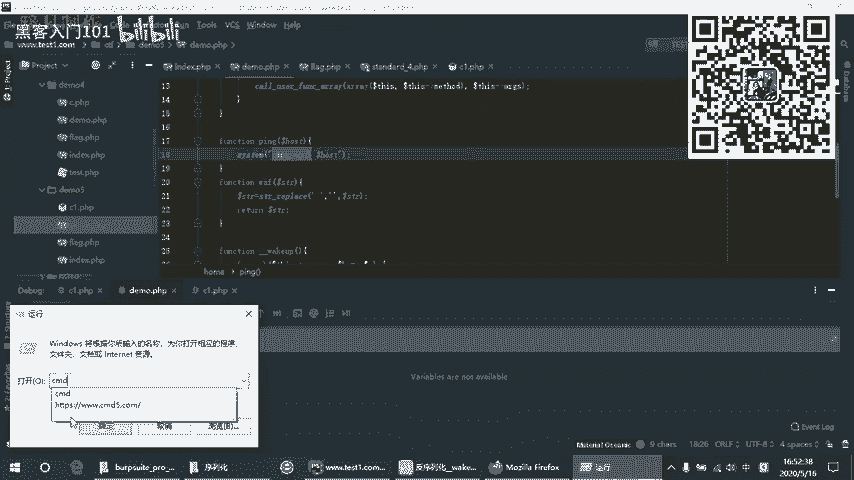 黑客入门101 bilibili
Tools VCS Window Help
www.test1.com ctf demo5 demo.php
Project
index.php demo.php flag.php standard_4.php c1.php
1: Project
Database
demo4
c.php
demo.php
flag.php
index.php
test.php
demo5
c1.php
flag.php
index.php
13 call_user_func_array(array($this, $this->method), $this->args);
14 }
15 }
16
17 function ping($host){
18 system(" $host");
19 }
20 function waf($str){
21 $str=str_replace(' ','',$str);
22 return $str;
23 }
24
25 function __wakeup(){
home ping()
Debug: c1.php demo.php c1.php
Variables are not available
运行
Windows 将根据你所输入的名称，为你打开相应的程序、
文件夹、文档或 Internet 资源。
打开(O): cmd
cmd
https://www.cmd5.com/
确定 取消 浏览(B)...
Event Log
Material Oceanic 9 chars 18:26 CRLF UTF-8 4 spaces
burpsuite_pro_... 序列化 www.test1.com... 反序列化__wake... Mozilla Firefox 运行
中
16:52:38
2020/5/16